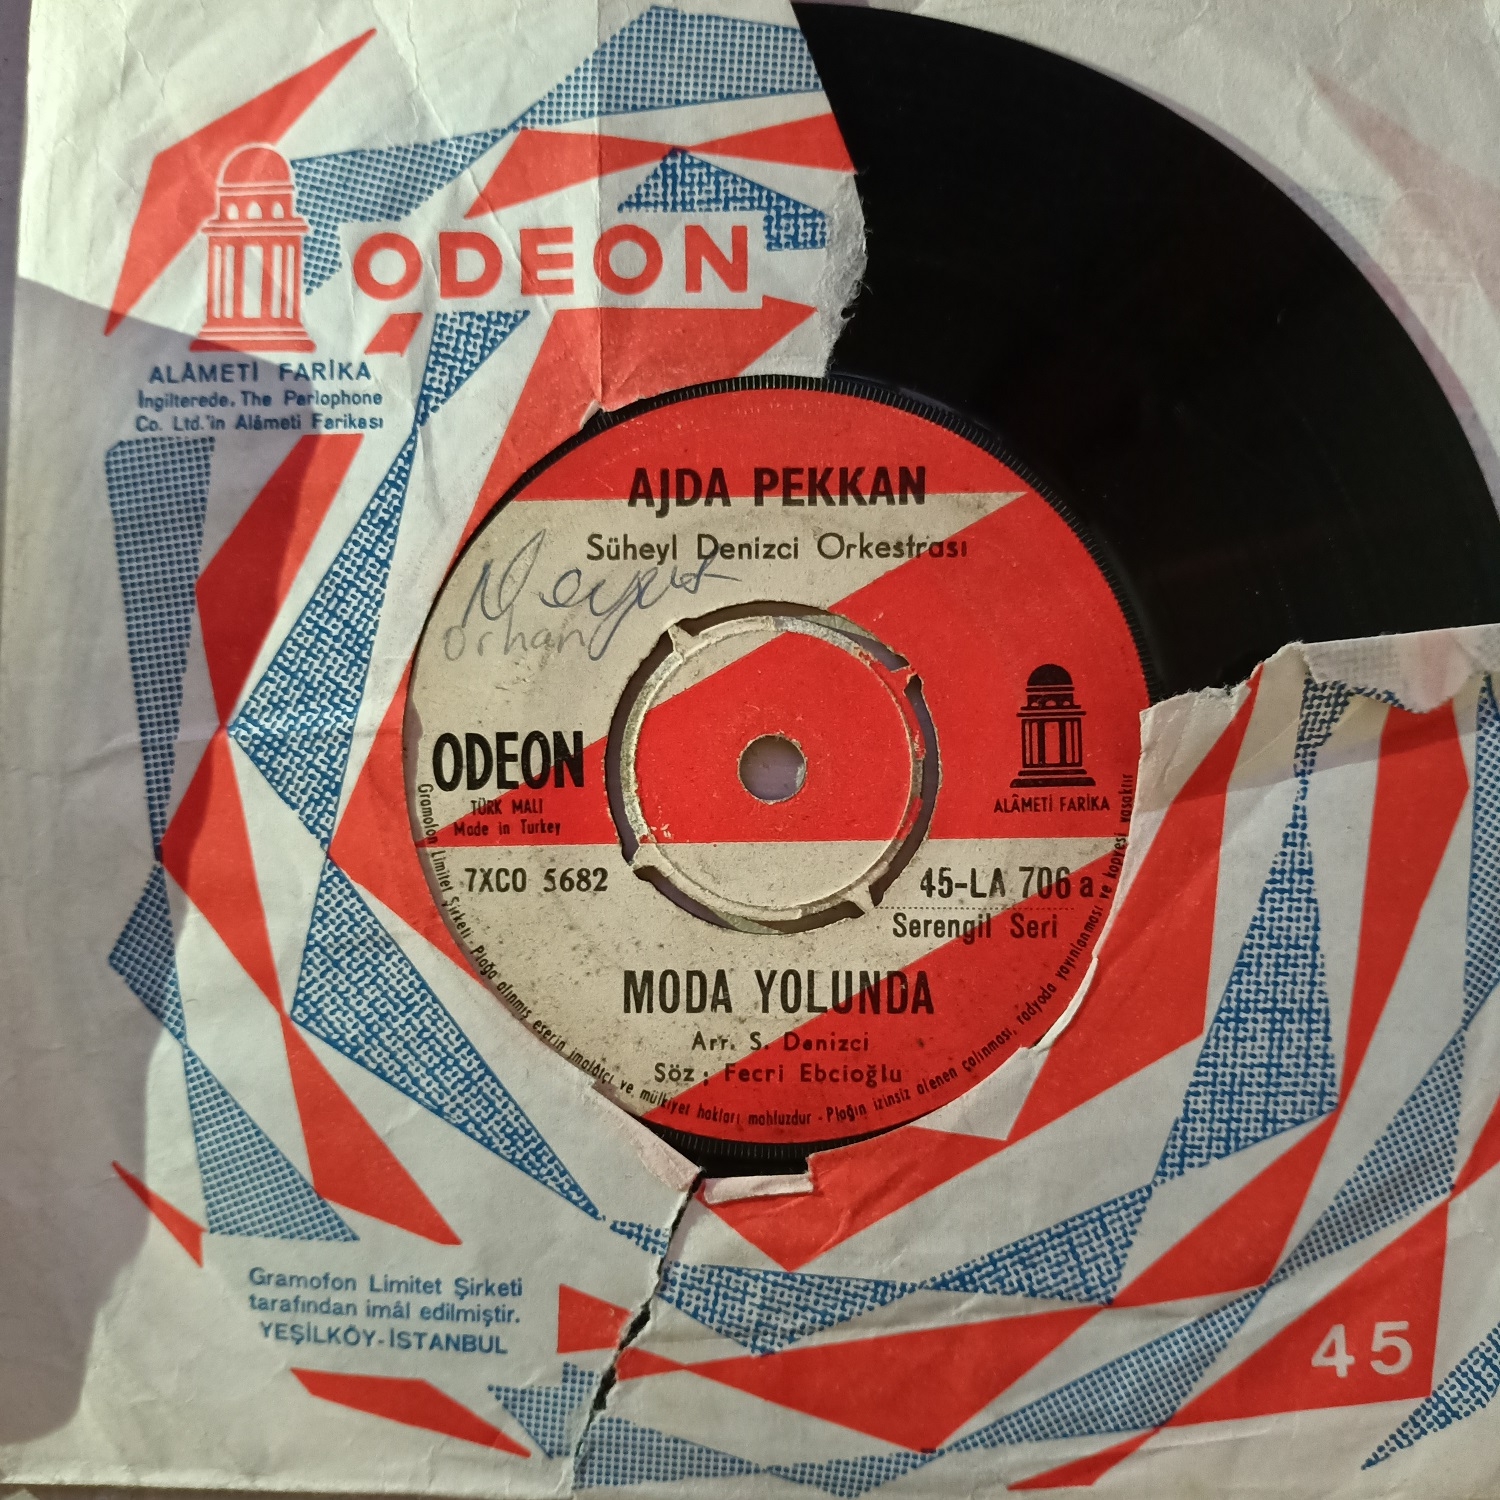 ODEON
ALÂMETİ FARİKA
İngilterede, The Parlophone
Co. Ltd.'in Alâmeti Farikası
AJDA PEKKAN
Süheyl Denizci Orkestrası
Orhan
ODEON
TÜRK MALI
Made in Turkey
ALÂMETİ FARİKA
7XCO 5682
45-LA 706 a
Serengil Seri
MODA YOLUNDA
Arr. S. Denizci
Söz ; Fecri Ebcioğlu
Gramofon Limitet Şirketi - Plağa alınmış eserin imalâtçı ve mülkiyet hakları mahfuzdur - Plağın izinsiz olenen çalınması, radyoda yayınlanması ve kopyesi yasaktır
Gramofon Limitet Şirketi
tarafından imâl edilmiştir.
YEŞİLKÖY-İSTANBUL
45